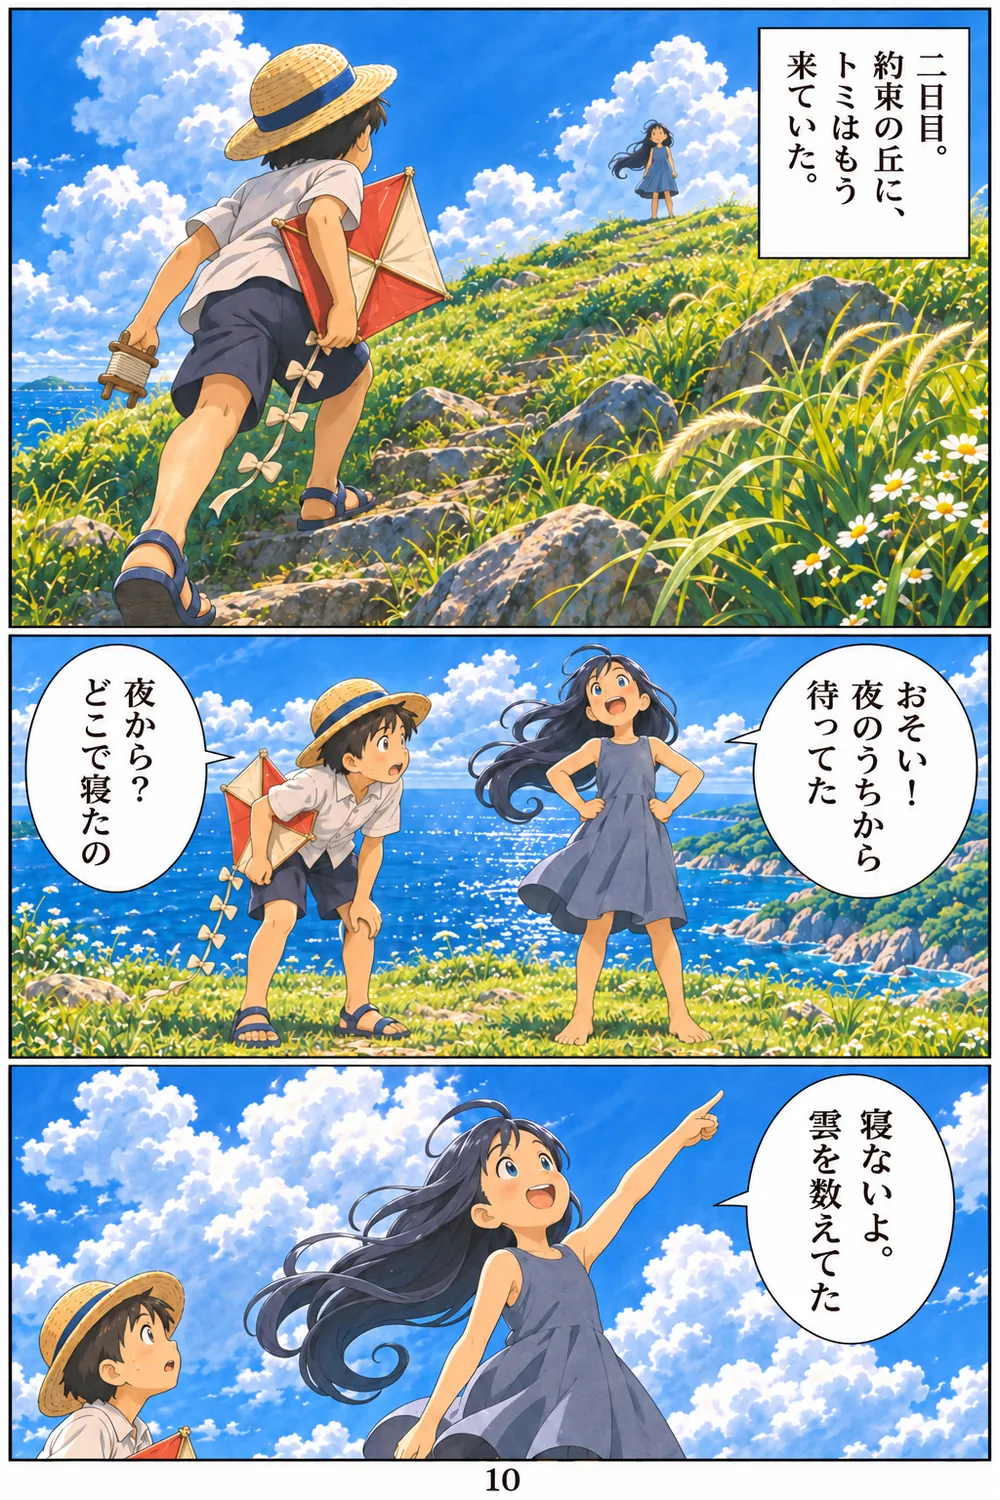 二日目。
約束の丘に、
トミはもう
来ていた。
おそい！
夜のうちから
待ってた
夜から？
どこで寝たの
寝ないよ。
雲を数えてた
10